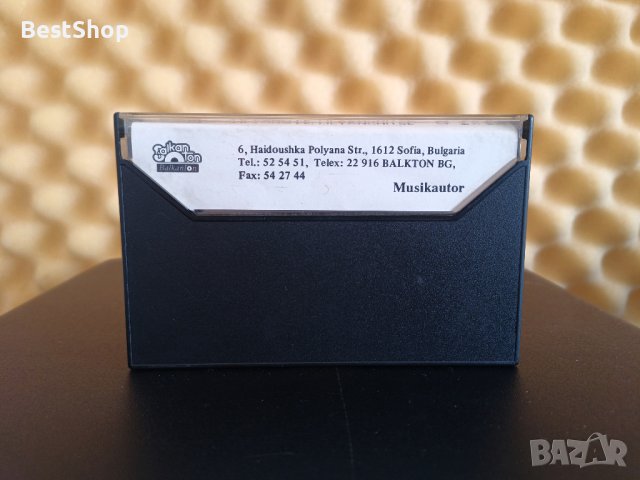 BestShop
Balkanton
Balkanton
6, Haidoushka Polyana Str., 1612 Sofia, Bulgaria
Tel.: 52 54 51, Telex: 22 916 BALKTON BG,
Fax: 54 27 44
Musikautor
BAZAR